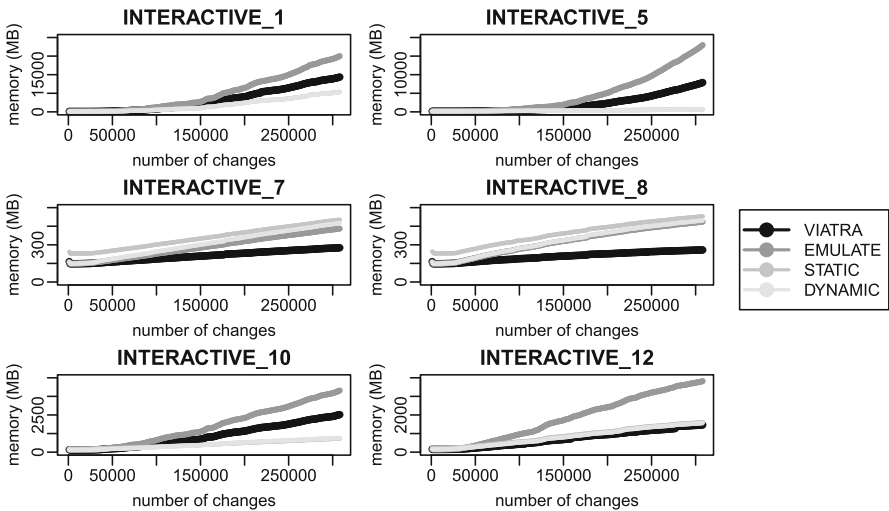 INTERACTIVE_1
memory (MB)
0 15000
0 50000 150000 250000
number of changes
INTERACTIVE_5
memory (MB)
0 10000
0 50000 150000 250000
number of changes
INTERACTIVE_7
memory (MB)
0 300
0 50000 150000 250000
number of changes
INTERACTIVE_8
memory (MB)
0 300
0 50000 150000 250000
number of changes
VIATRA
EMULATE
STATIC
DYNAMIC
INTERACTIVE_10
memory (MB)
0 2500
0 50000 150000 250000
number of changes
INTERACTIVE_12
memory (MB)
0 2000
0 50000 150000 250000
number of changes